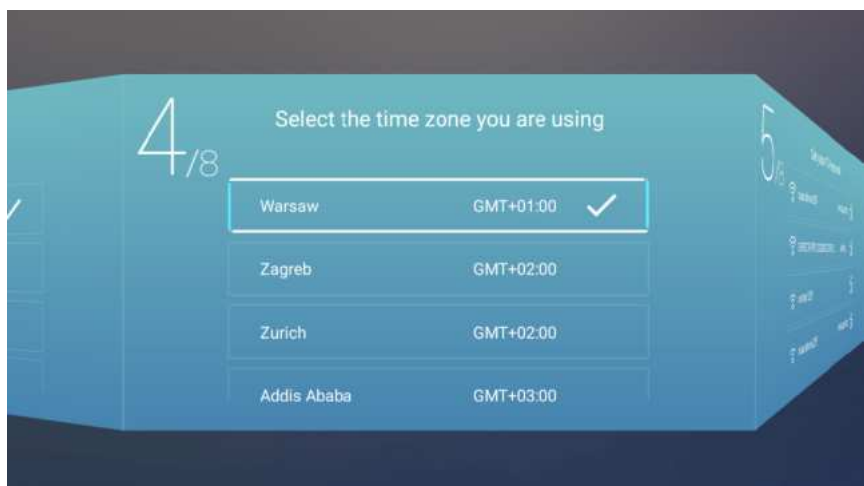 4/8
Select the time zone you are using
Warsaw GMT+01:00
Zagreb GMT+02:00
Zurich GMT+02:00
Addis Ababa GMT+03:00
5